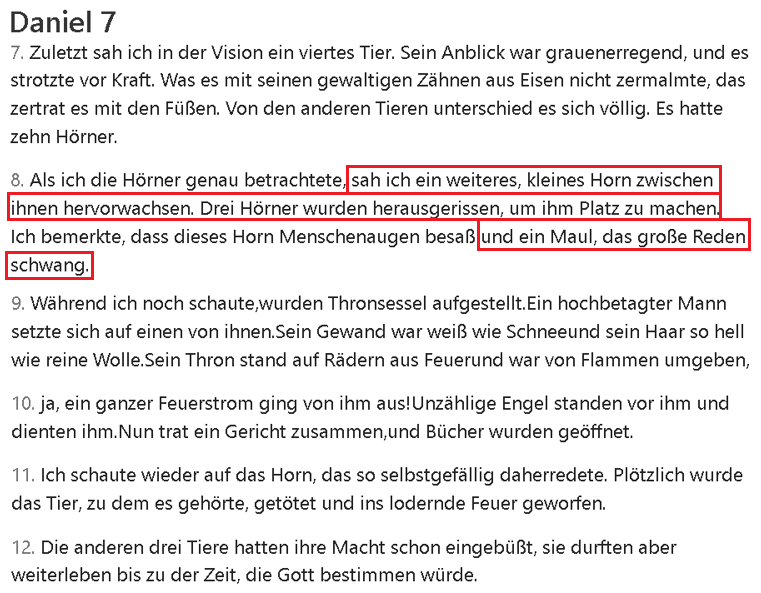 Daniel 7
7. Zuletzt sah ich in der Vision ein viertes Tier. Sein Anblick war grauenerregend, und es
strotzte vor Kraft. Was es mit seinen gewaltigen Zähnen aus Eisen nicht zermalmte, das
zertrat es mit den Füßen. Von den anderen Tieren unterschied es sich völlig. Es hatte
zehn Hörner.
8. Als ich die Hörner genau betrachtete, sah ich ein weiteres, kleines Horn zwischen
ihnen hervorwachsen. Drei Hörner wurden herausgerissen, um ihm Platz zu machen.
Ich bemerkte, dass dieses Horn Menschenaugen besaß und ein Maul, das große Reden
schwang.
9. Während ich noch schaute,wurden Thronsessel aufgestellt.Ein hochbetagter Mann
setzte sich auf einen von ihnen.Sein Gewand war weiß wie Schneeund sein Haar so hell
wie reine Wolle.Sein Thron stand auf Rädern aus Feuerund war von Flammen umgeben,
10. ja, ein ganzer Feuerstrom ging von ihm aus!Unzählige Engel standen vor ihm und
dienten ihm.Nun trat ein Gericht zusammen,und Bücher wurden geöffnet.
11. Ich schaute wieder auf das Horn, das so selbstgefällig daherredete. Plötzlich wurde
das Tier, zu dem es gehörte, getötet und ins lodernde Feuer geworfen.
12. Die anderen drei Tiere hatten ihre Macht schon eingebüßt, sie durften aber
weiterleben bis zu der Zeit, die Gott bestimmen würde.